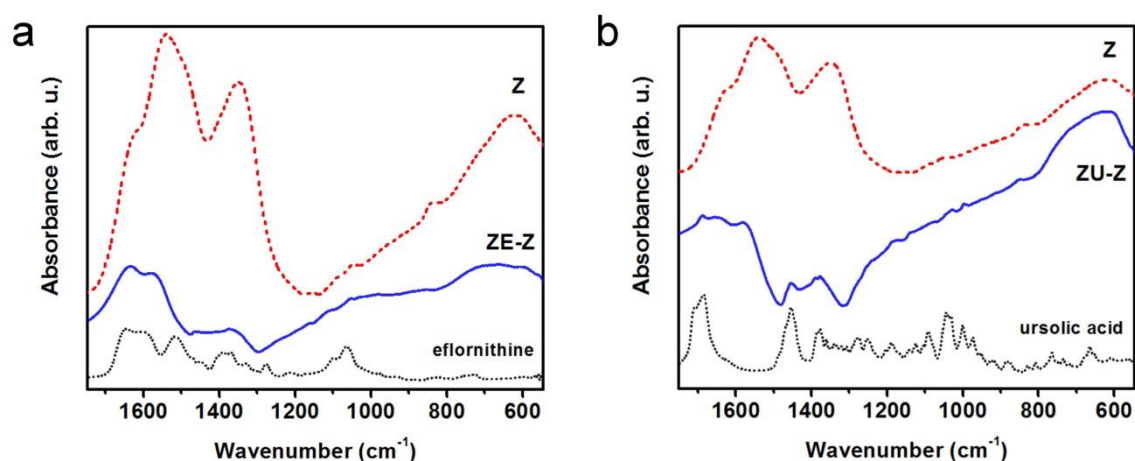 a
Absorbance (arb. u.)
Z
ZE-Z
eflornithine
1600 1400 1200 1000 800 600
Wavenumber (cm⁻¹)
b
Absorbance (arb. u.)
Z
ZU-Z
ursolic acid
1600 1400 1200 1000 800 600
Wavenumber (cm⁻¹)